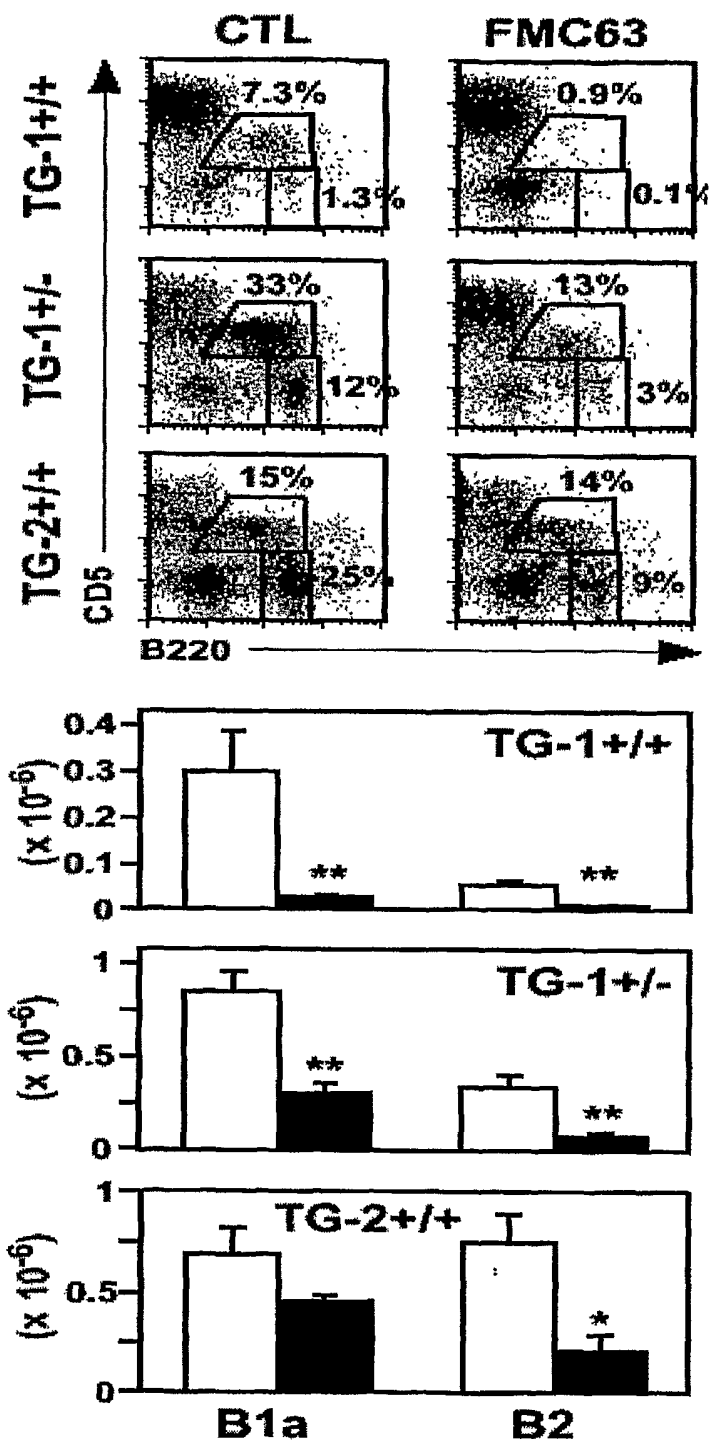 CTL FMC63
TG-1+/+
7.3% 0.9%
1.3% 0.1%
TG-1+/-
33% 13%
12% 3%
TG-2+/+
15% 14%
25% 9%
CD5
B220
0.4
0.3
0.2
0.1
0
(x 10-6)
TG-1+/+
** **
1
0.5
0
(x 10-6)
TG-1+/-
** **
1
0.5
0
(x 10-6)
TG-2+/+
*
B1a B2